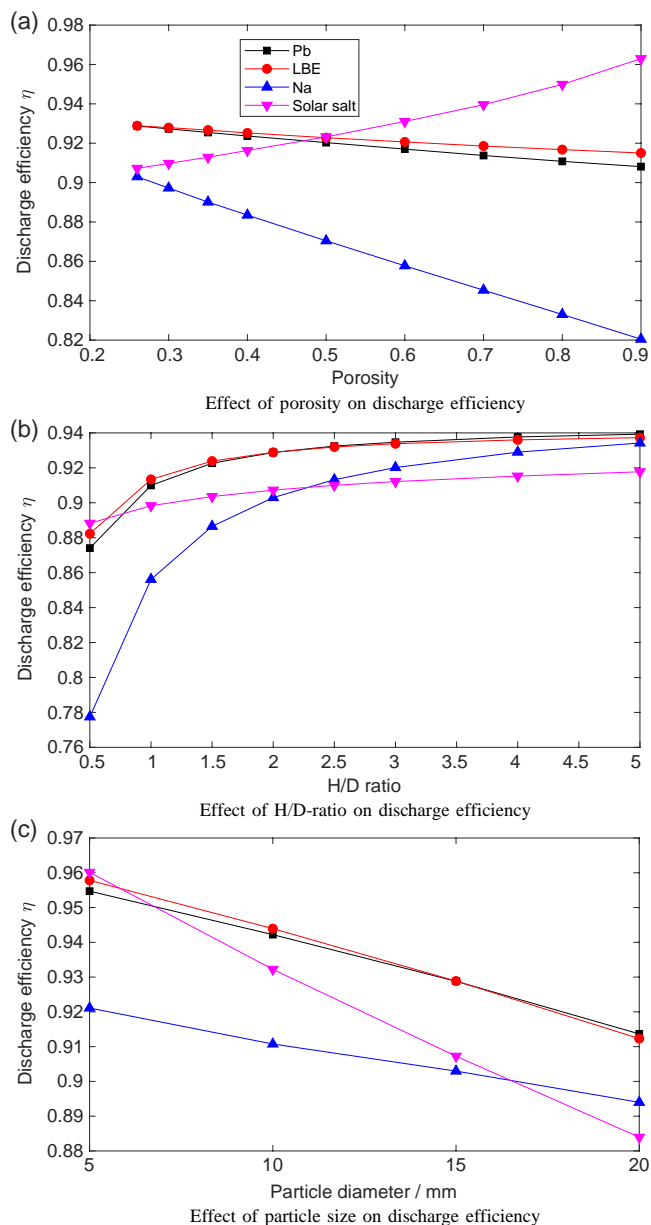 (a)
0.98
0.96
0.94
0.92
0.9
0.88
0.86
0.84
0.82
Discharge efficiency η
Pb
LBE
Na
Solar salt
0.2 0.3 0.4 0.5 0.6 0.7 0.8 0.9
Porosity
Effect of porosity on discharge efficiency
(b)
0.94
0.92
0.9
0.88
0.86
0.84
0.82
0.8
0.78
0.76
Discharge efficiency η
0.5 1 1.5 2 2.5 3 3.5 4 4.5 5
H/D ratio
Effect of H/D-ratio on discharge efficiency
(c)
0.97
0.96
0.95
0.94
0.93
0.92
0.91
0.9
0.89
0.88
Discharge efficiency η
5 10 15 20
Particle diameter / mm
Effect of particle size on discharge efficiency